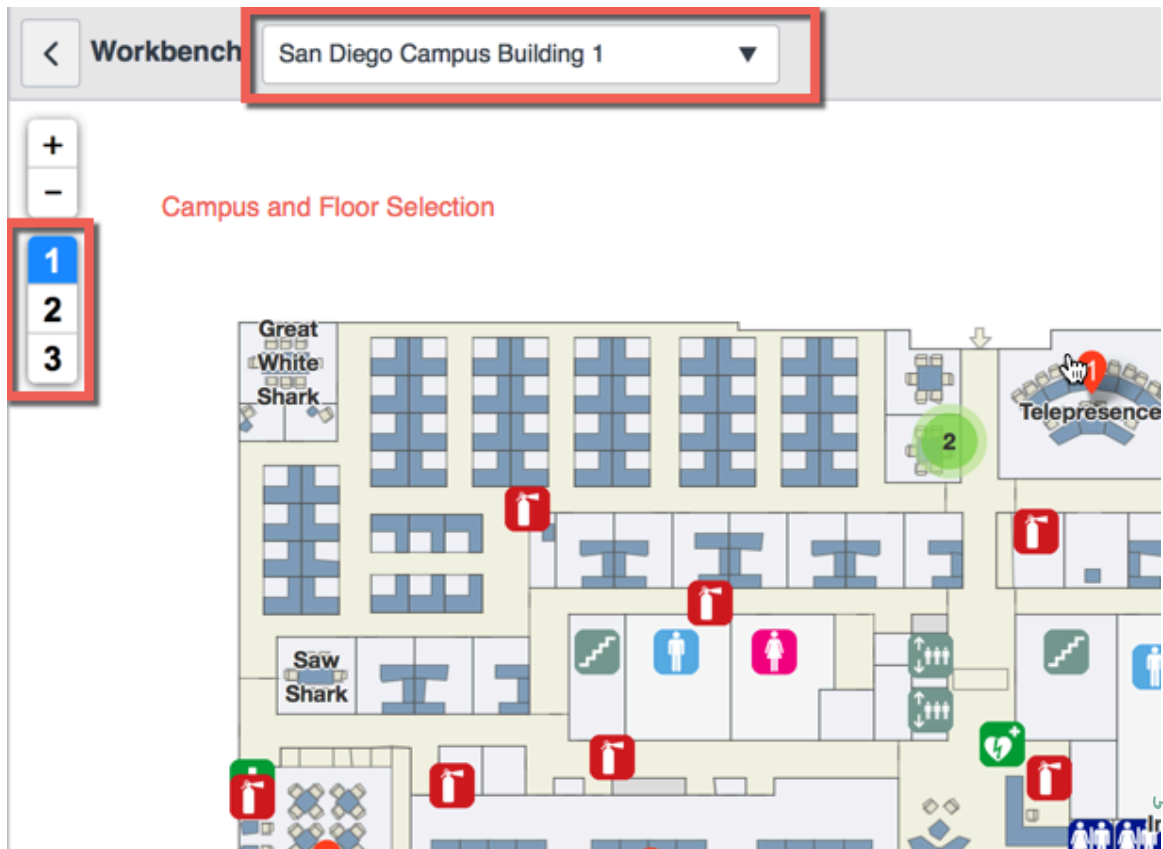 Workbench
San Diego Campus Building 1
+
−
Campus and Floor Selection
1
2
3
Great
White
Shark
1
Telepresence
2
Saw
Shark